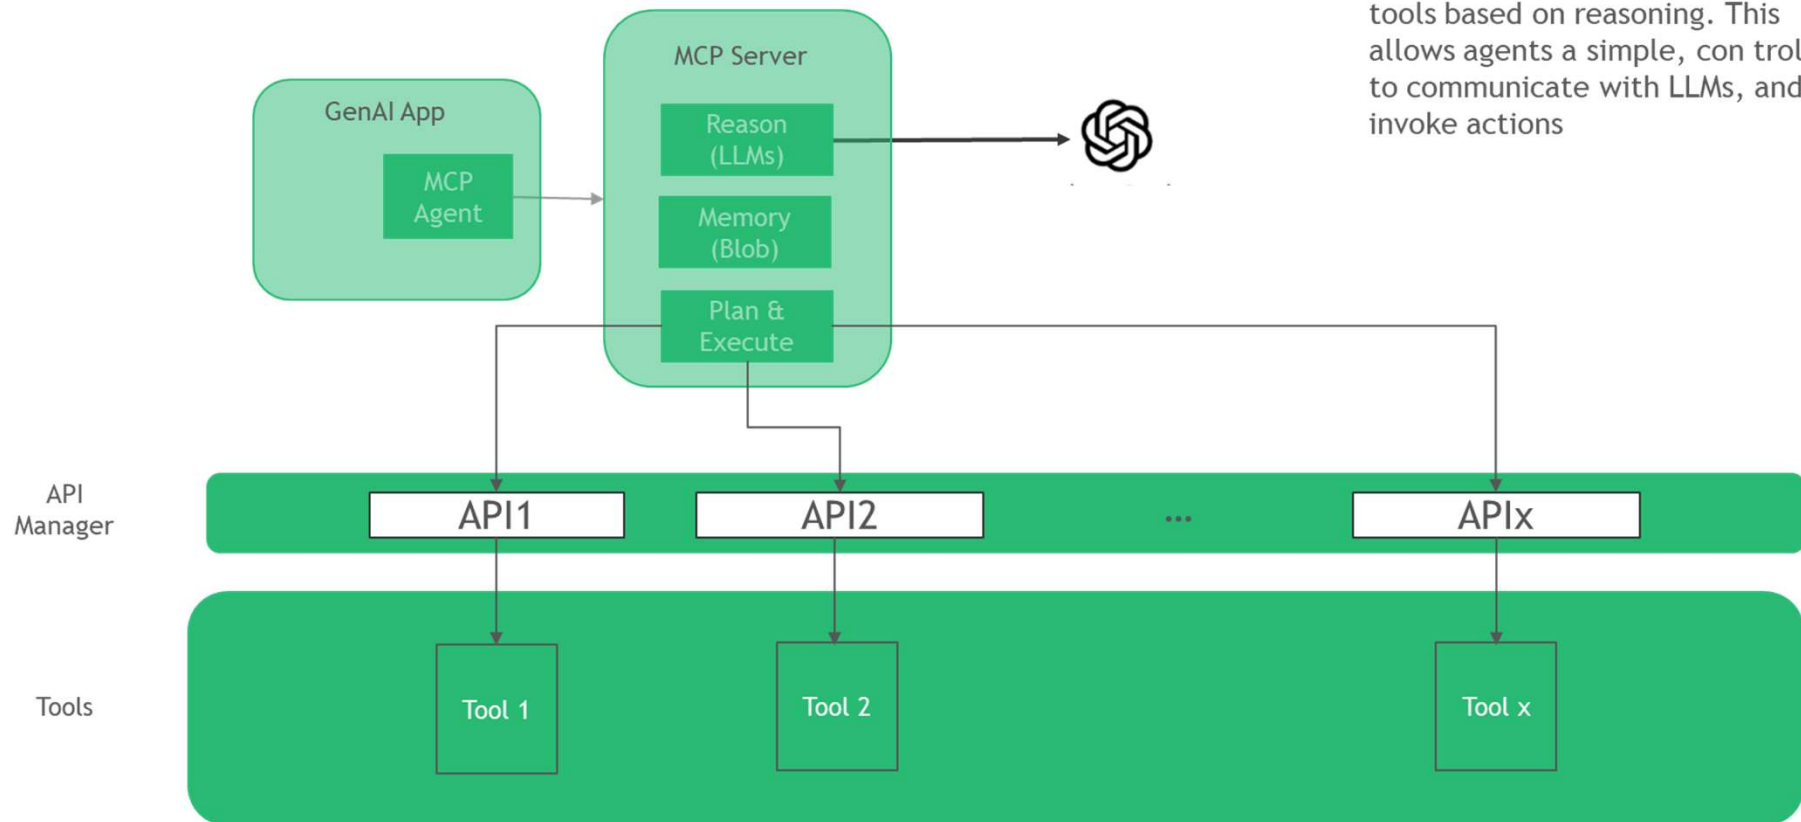 tools based on reasoning. This
allows agents a simple, con trol
to communicate with LLMs, and
invoke actions
MCP Server
GenAI App
Reason
(LLMs)
MCP
Agent
Memory
(Blob)
Plan &
Execute
API
Manager
API1
API2
...
APIx
Tools
Tool 1
Tool 2
Tool x